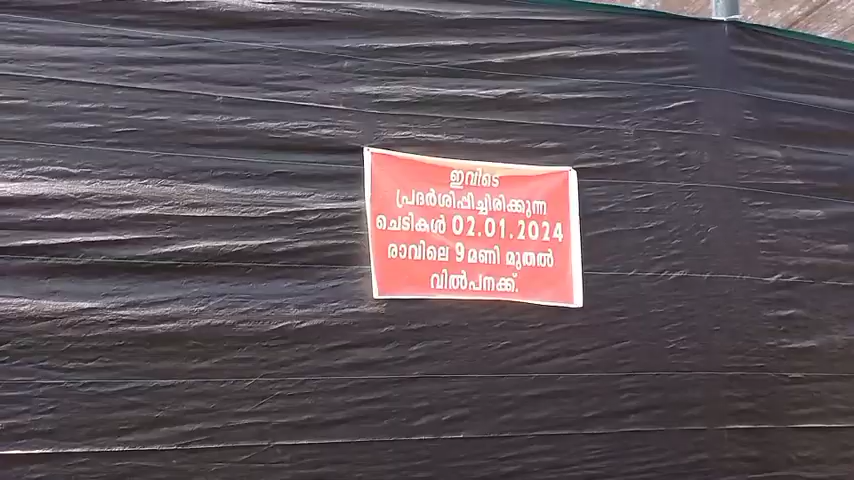 ഇവിടെ
പ്രദർശിപ്പിച്ചിരിക്കുന്ന
ചെടികൾ 02.01.2024
രാവിലെ 9 മണി മുതൽ
വിൽപനക്ക്.